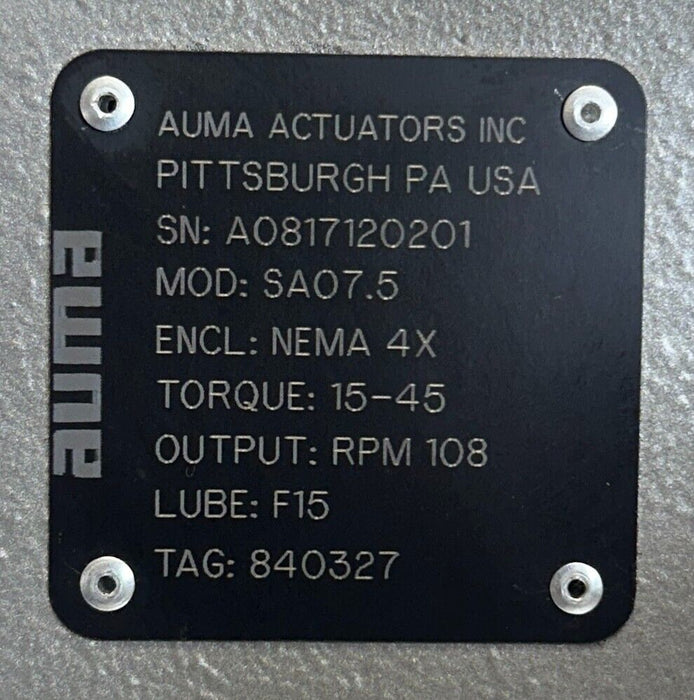 AUMA ACTUATORS INC
PITTSBURGH PA USA
SN: A0817120201
MOD: SA07.5
ENCL: NEMA 4X
TORQUE: 15-45
OUTPUT: RPM 108
LUBE: F15
TAG: 840327
auma